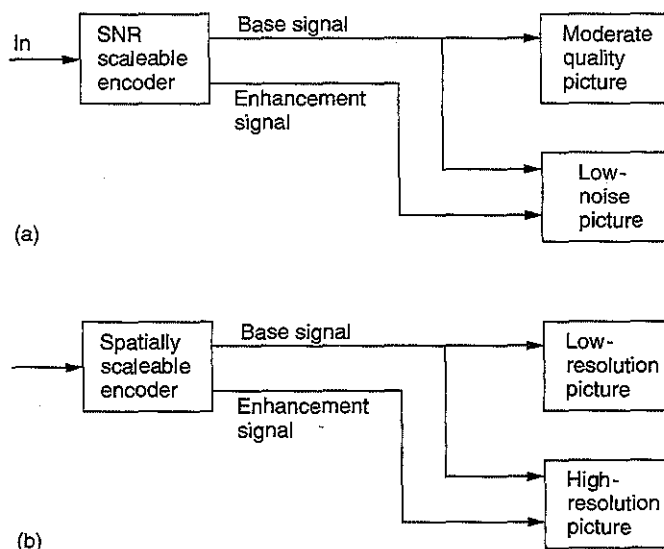 In
SNR
scaleable
encoder
Base signal
Enhancement
signal
Moderate
quality
picture
Low-
noise
picture
(a)
Spatially
scaleable
encoder
Base signal
Enhancement
signal
Low-
resolution
picture
High-
resolution
picture
(b)